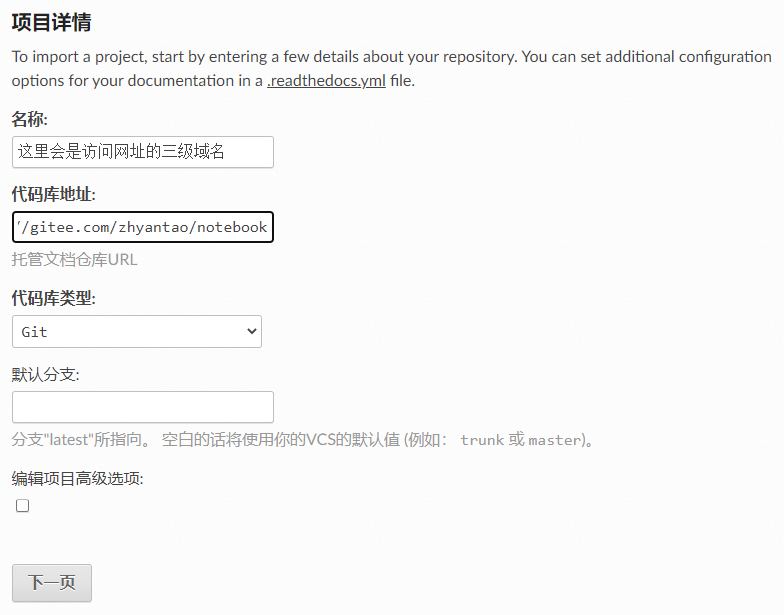 项目详情
To import a project, start by entering a few details about your repository. You can set additional configuration
options for your documentation in a .readthedocs.yml file.
名称:
这里会是访问网址的三级域名
代码库地址:
/gitee.com/zhyantao/notebook
托管文档仓库URL
代码库类型:
Git
默认分支:
分支"latest"所指向。 空白的话将使用你的VCS的默认值 (例如： trunk 或 master)。
编辑项目高级选项:
下一页